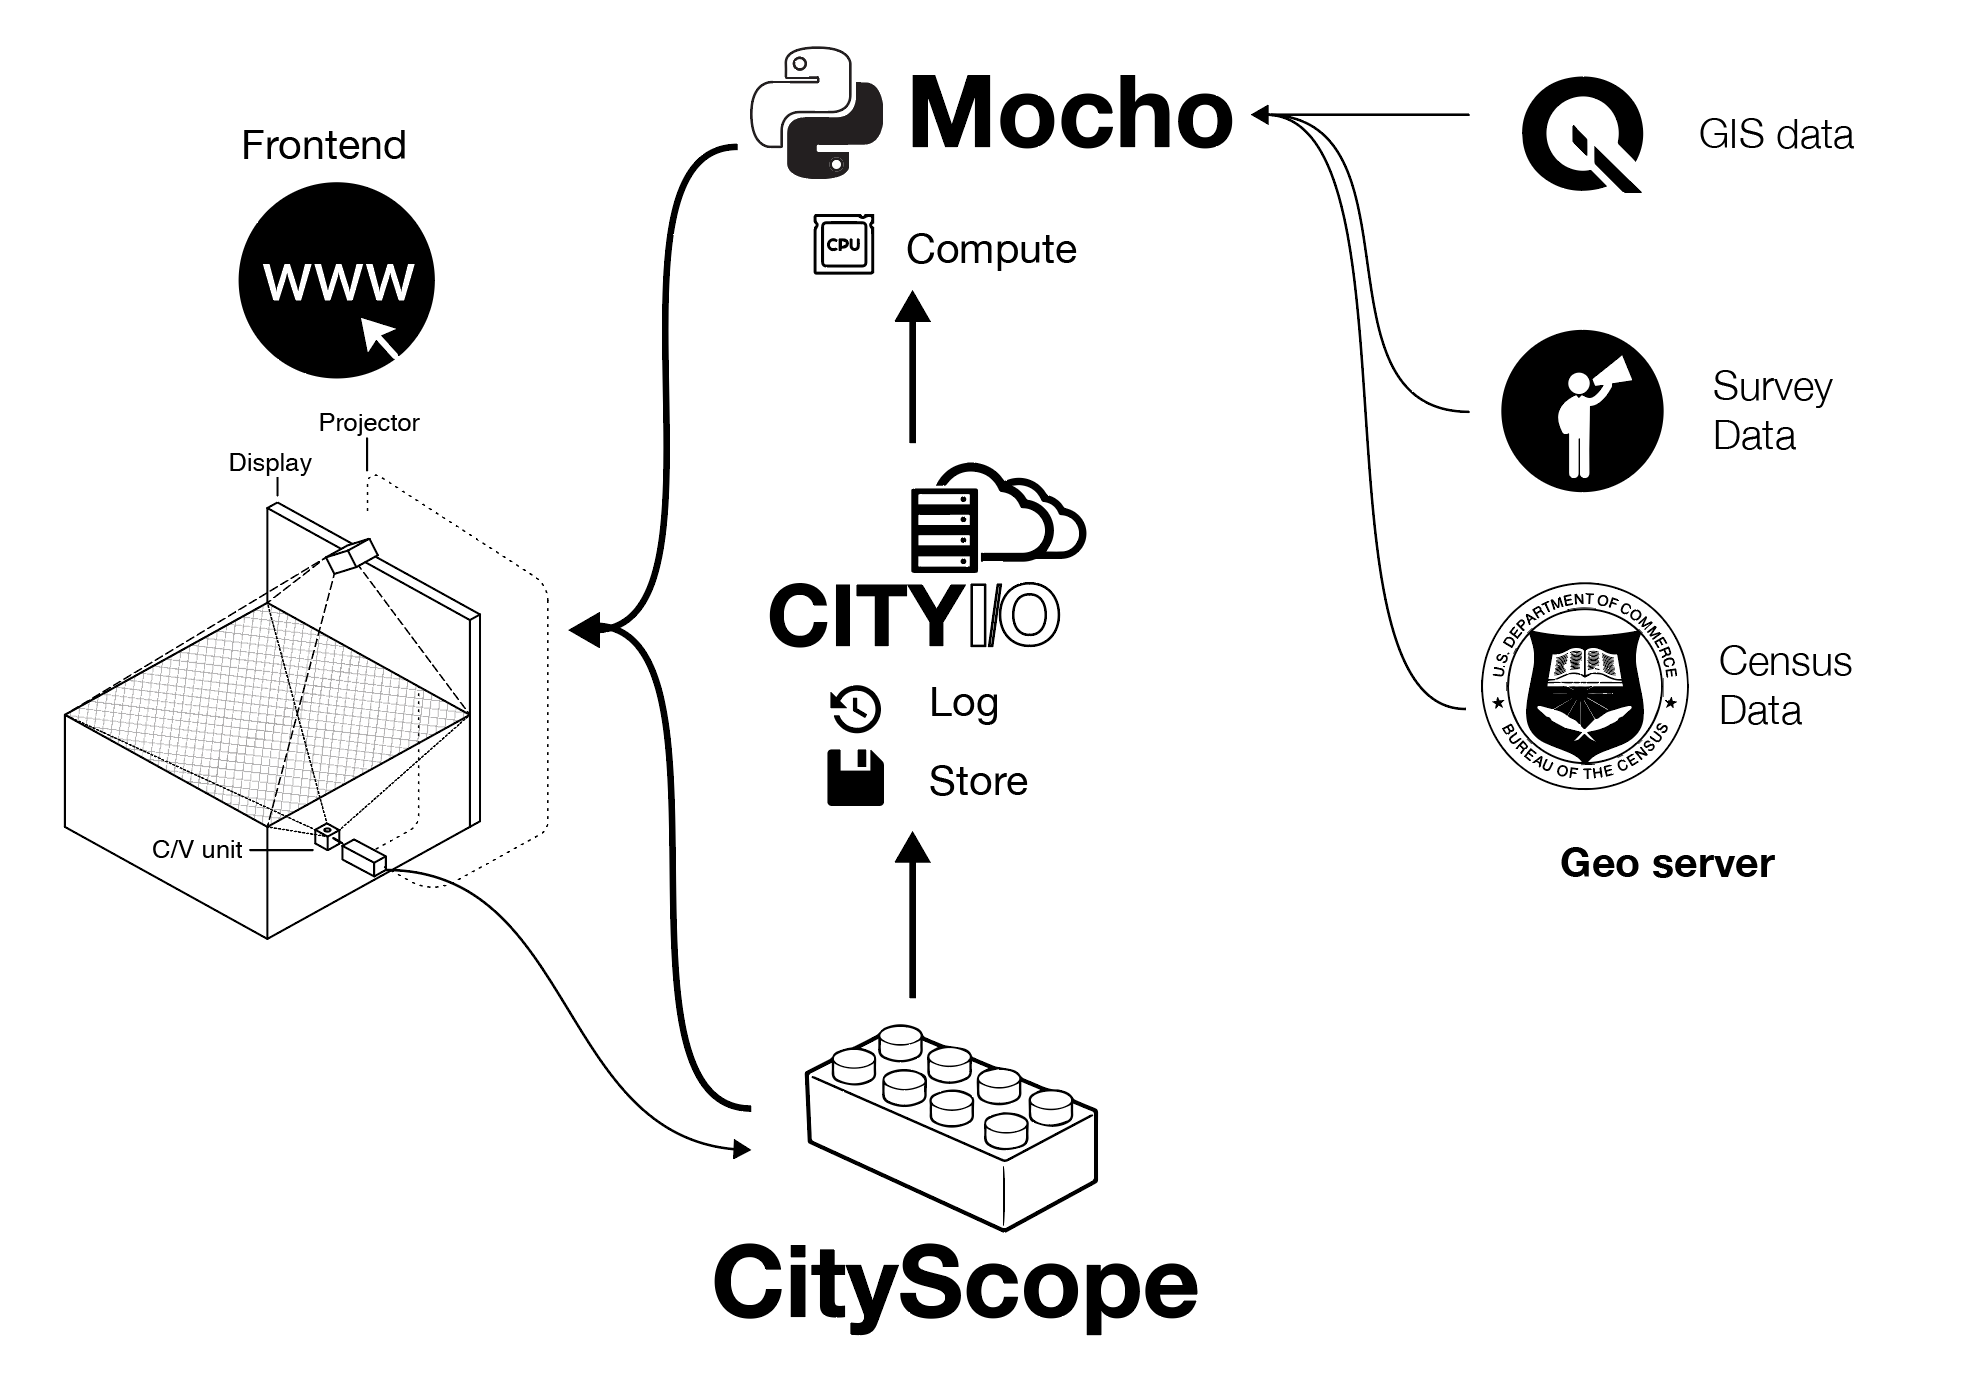 Frontend
WWW
Projector
Display
C/V unit
Mocho
CPU
Compute
CITYI/O
Log
Store
CityScope
GIS data
Survey
Data
U.S. DEPARTMENT OF COMMERCE
BUREAU OF THE CENSUS
Census
Data
Geo server